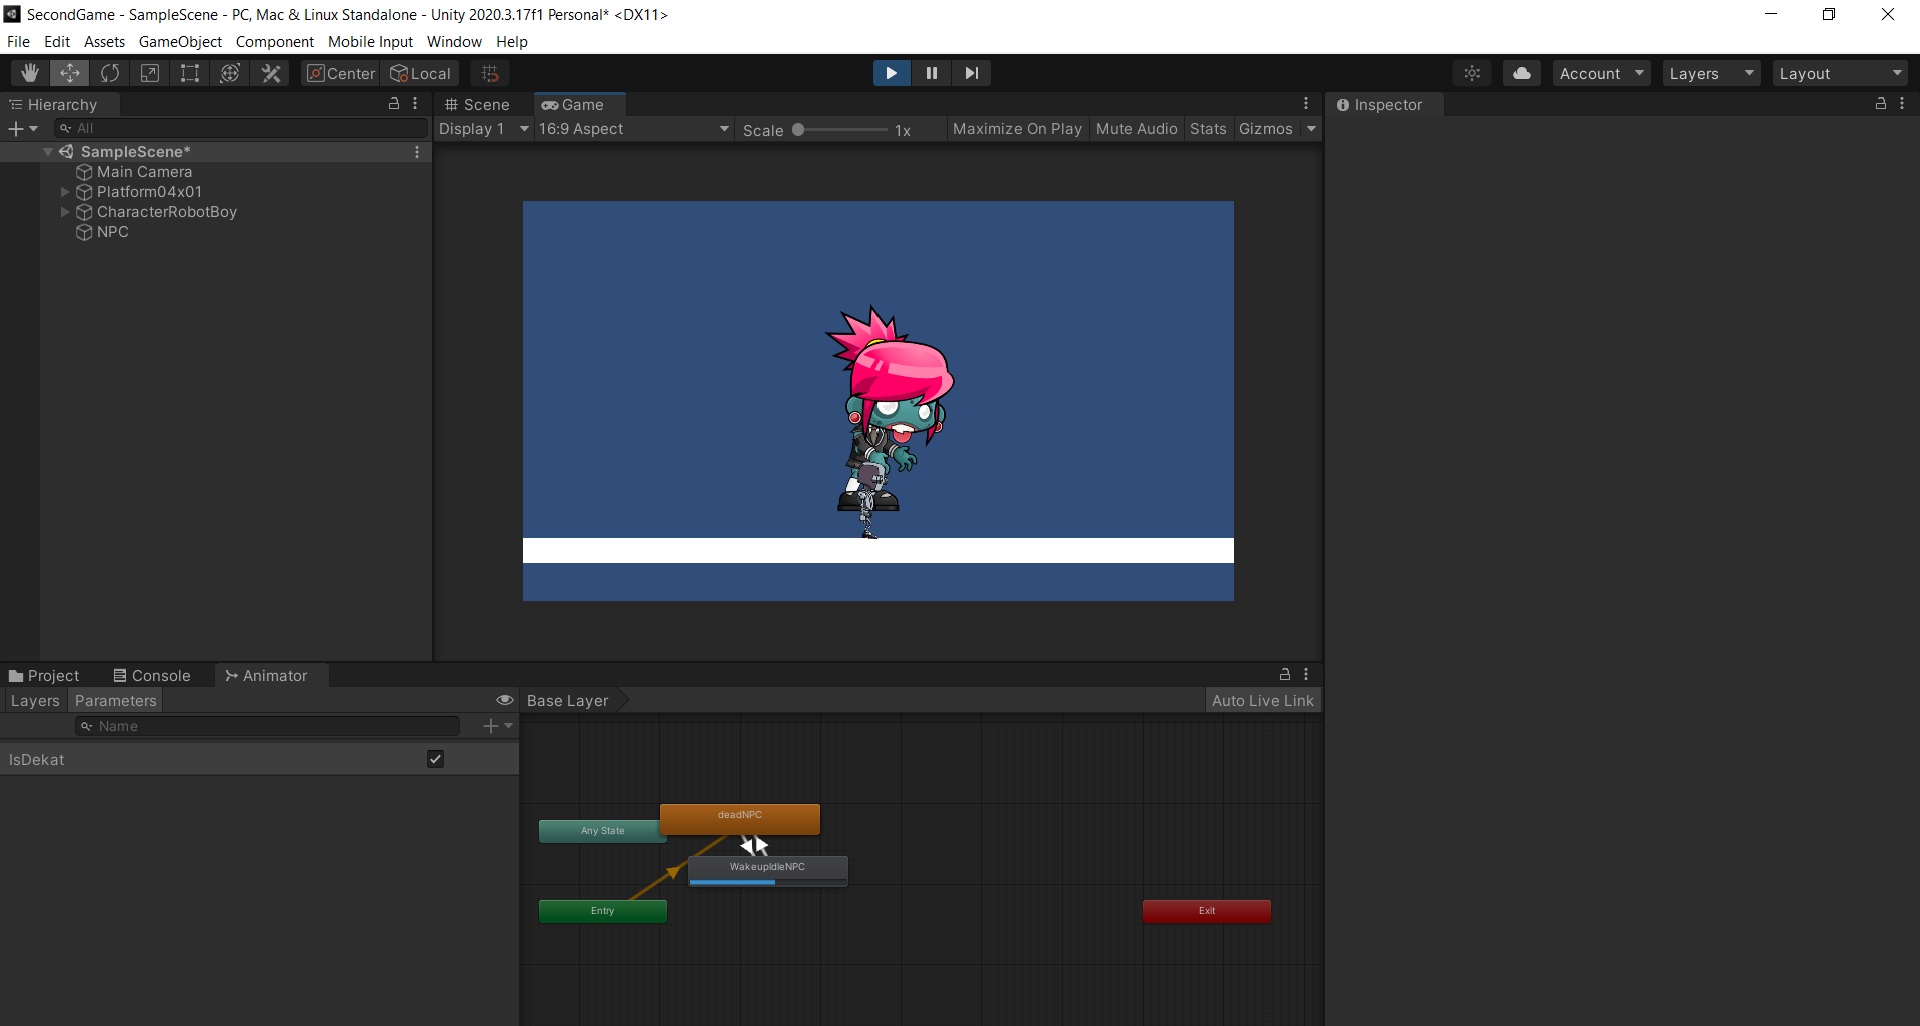 SecondGame - SampleScene - PC, Mac & Linux Standalone - Unity 2020.3.17f1 Personal* <DX11>
File Edit Assets GameObject Component Mobile Input Window Help
Center Local Account Layers Layout
Hierarchy Scene Game Inspector
All Display 1 16:9 Aspect Scale 1x Maximize On Play Mute Audio Stats Gizmos
SampleScene*
Main Camera
Platform04x01
CharacterRobotBoy
NPC
Project Console Animator
Layers Parameters Base Layer Auto Live Link
Name
IsDekat
deadNPC
Any State
WakeupIdleNPC
Entry Exit